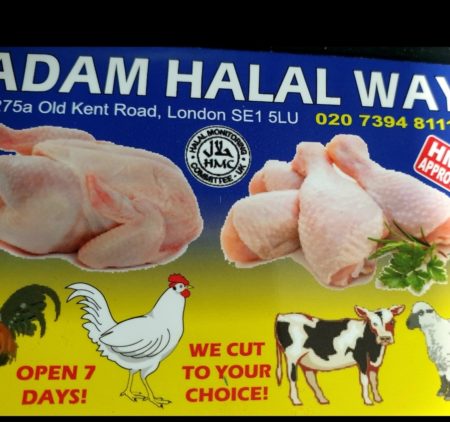 ADAM HALAL WAY
275a Old Kent Road, London SE1 5LU 020 7394 811
HALAL MONITORING
حلال
HMC
COMMITTEE - UK
OPEN 7
DAYS!
WE CUT
TO YOUR
CHOICE!